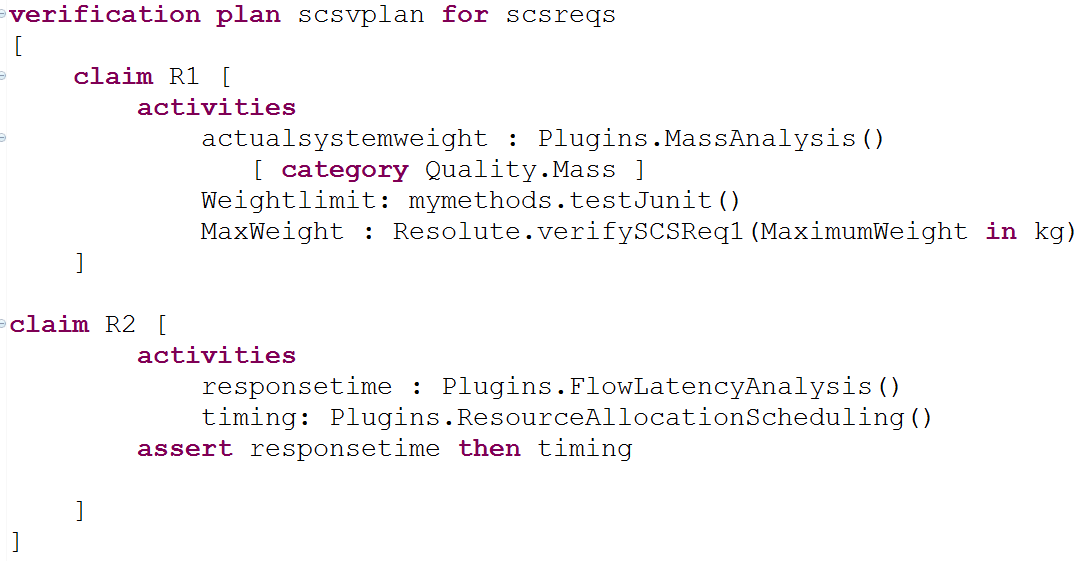 verification plan scsvplan for scsreqs
[
    claim R1 [
        activities
            actualsystemweight : Plugins.MassAnalysis()
               [ category Quality.Mass ]
            Weightlimit: mymethods.testJunit()
            MaxWeight : Resolute.verifySCSReq1(MaximumWeight in kg)
    ]
claim R2 [
        activities
            responsetime : Plugins.FlowLatencyAnalysis()
            timing: Plugins.ResourceAllocationScheduling()
        assert responsetime then timing
    ]
]